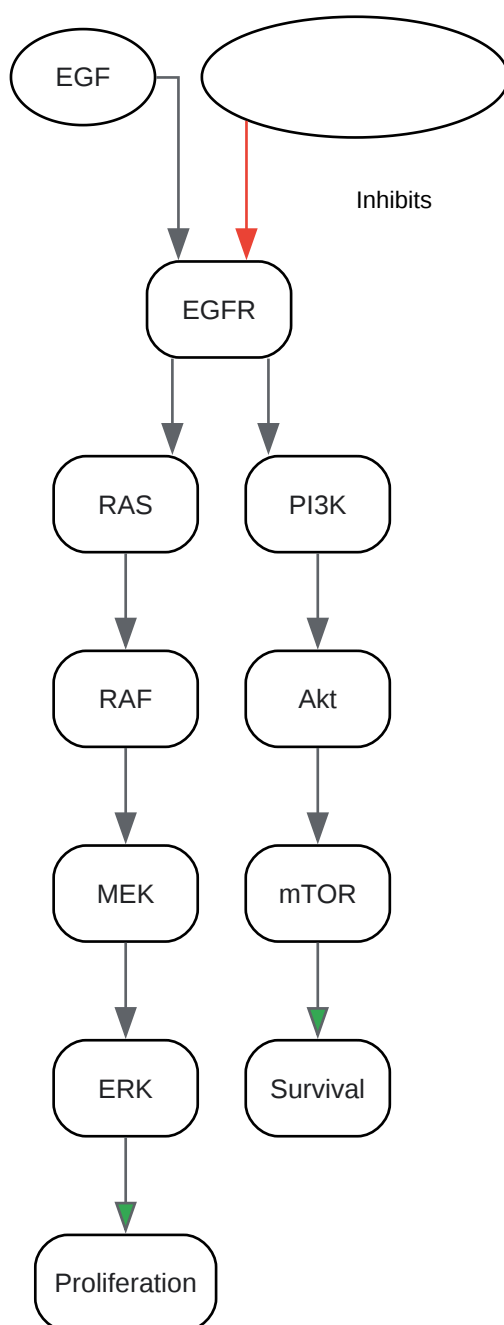 EGF
Inhibits
EGFR
RAS
PI3K
RAF
Akt
MEK
mTOR
ERK
Survival
Proliferation